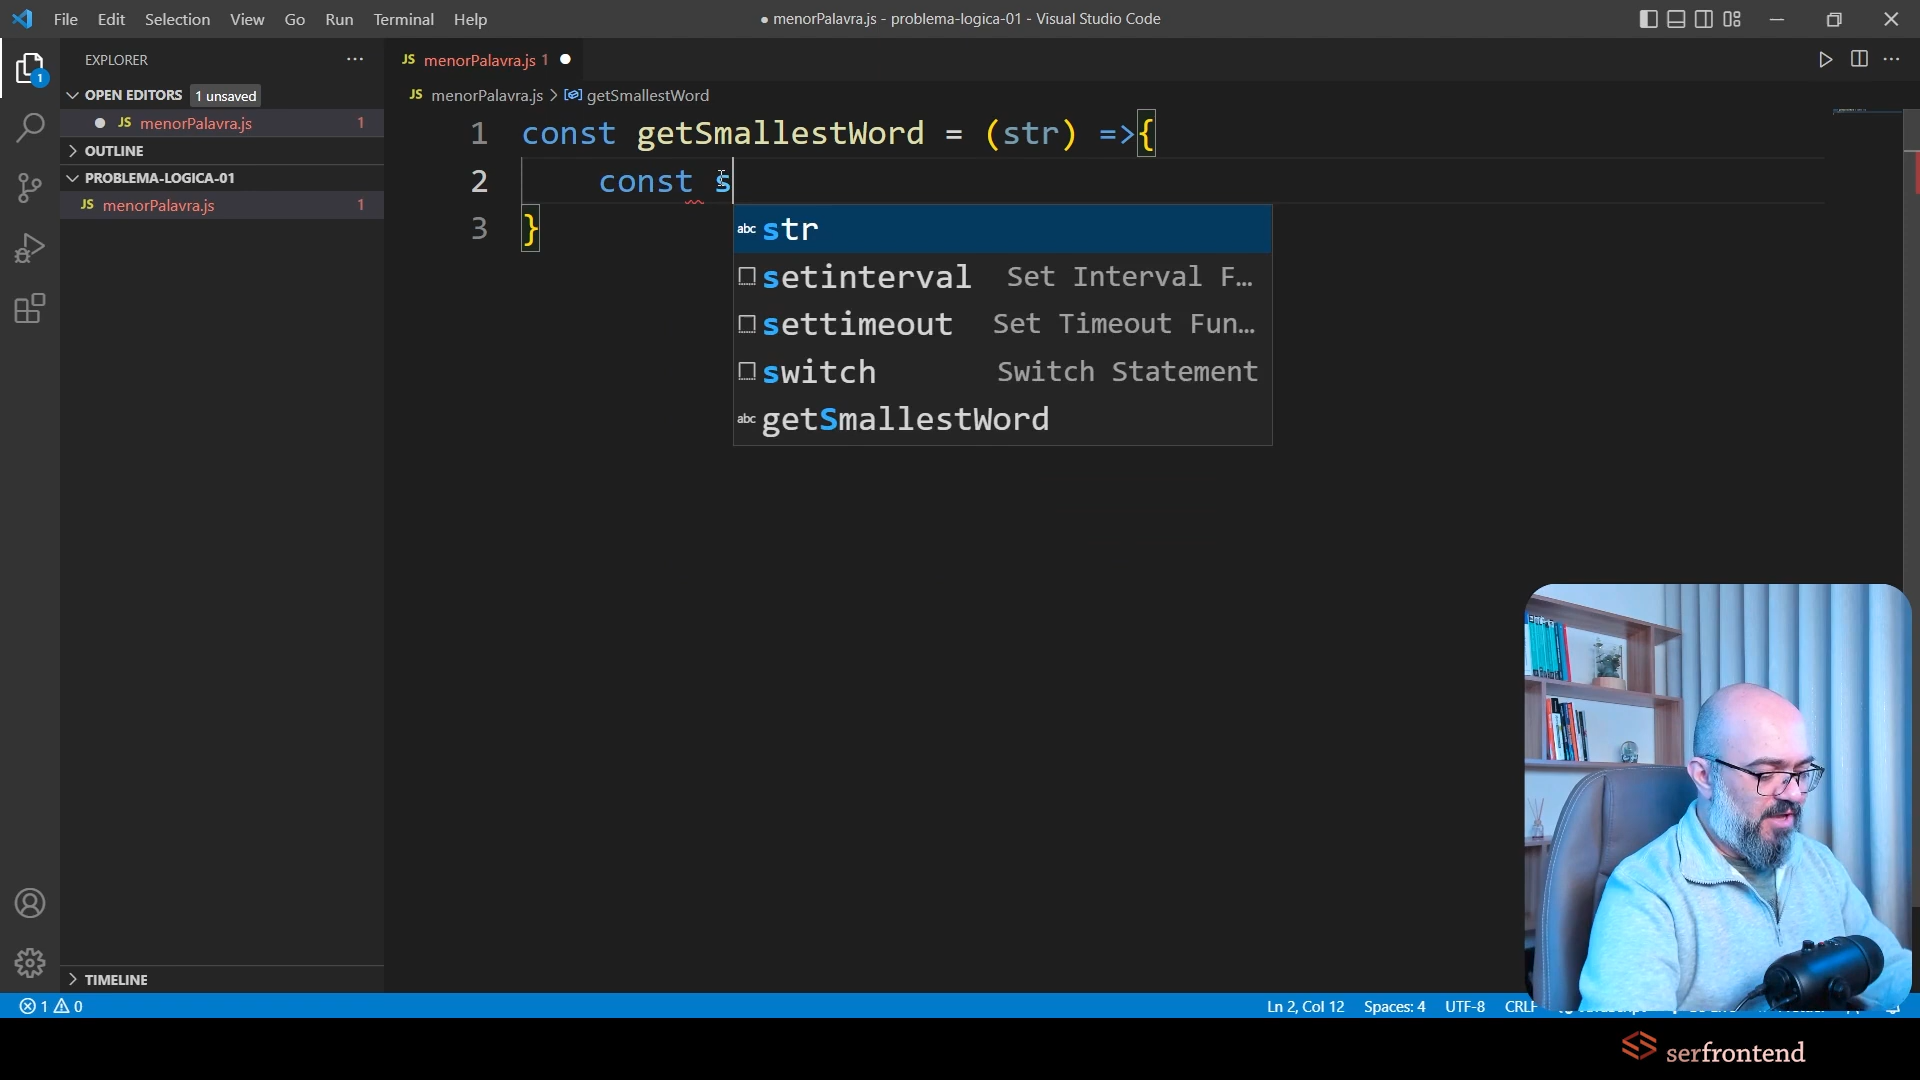 File Edit Selection View Go Run Terminal Help
● menorPalavra.js - problema-logica-01 - Visual Studio Code
EXPLORER
1
OPEN EDITORS 1 unsaved
JS menorPalavra.js 1
OUTLINE
PROBLEMA-LOGICA-01
JS menorPalavra.js 1
TIMELINE
JS menorPalavra.js 1
JS menorPalavra.js > getSmallestWord
1 const getSmallestWord = (str) =>{
2 const s
3 }
abc str
setinterval Set Interval F…
settimeout Set Timeout Fun…
switch Switch Statement
abc getSmallestWord
1 0
Ln 2, Col 12 Spaces: 4 UTF-8 CRLF
serfrontend